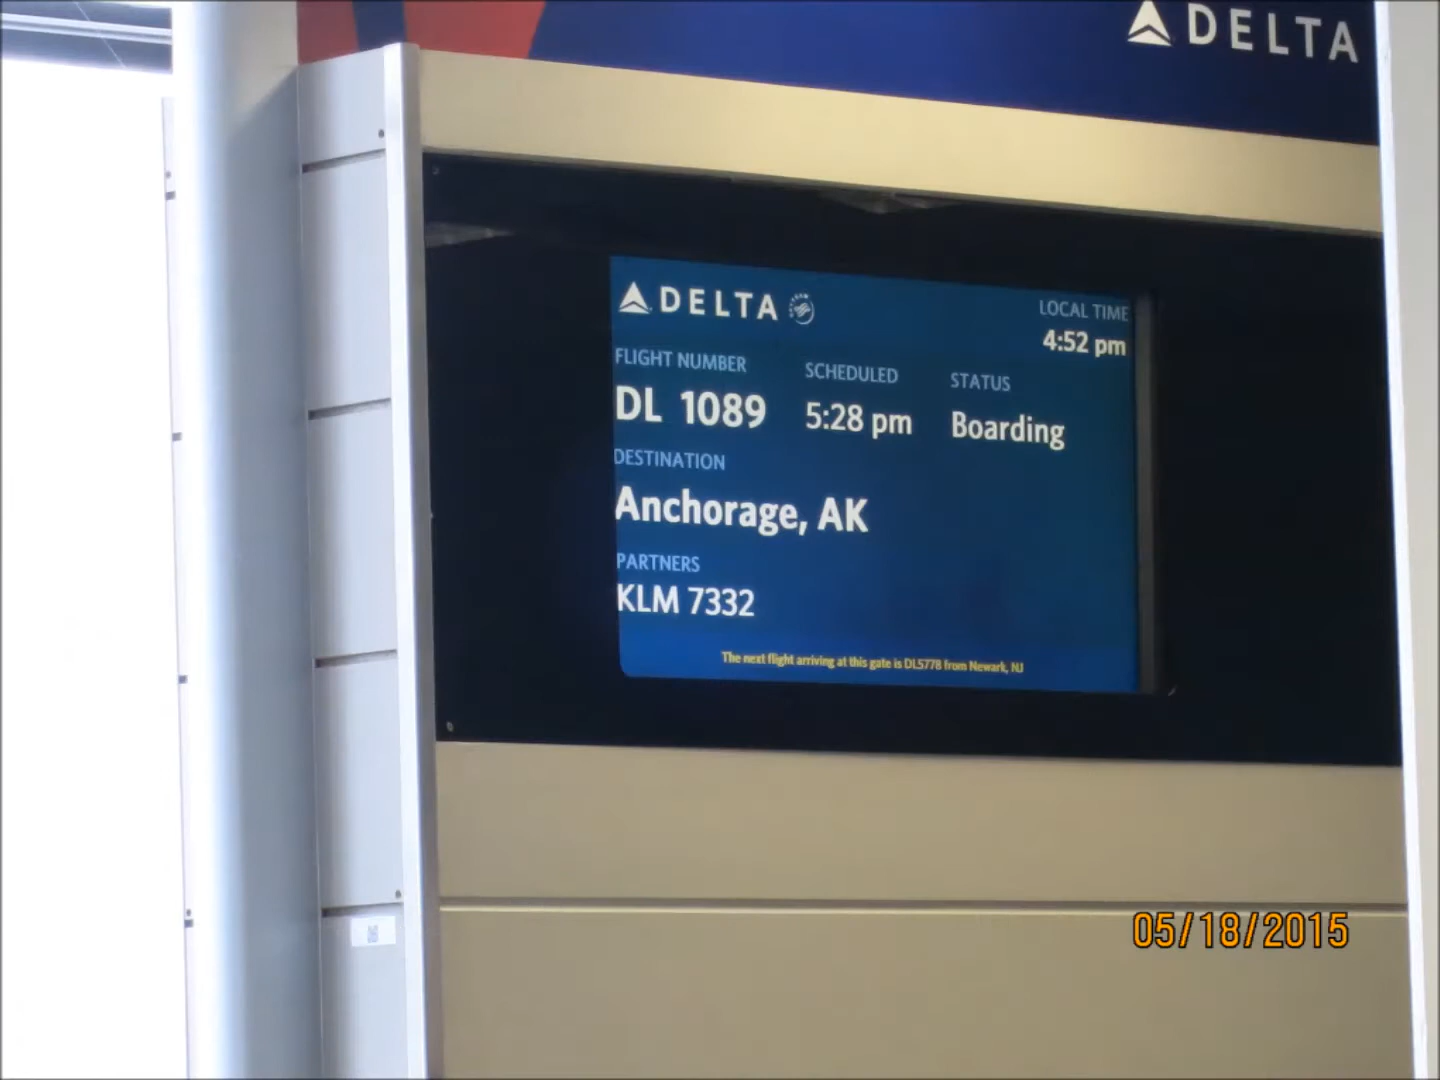 DELTA
DELTA
LOCAL TIME
4:52 pm
FLIGHT NUMBER SCHEDULED STATUS
DL 1089 5:28 pm Boarding
DESTINATION
Anchorage, AK
PARTNERS
KLM 7332
The next flight arriving at this gate is DL5778 from Newark, NJ
05/18/2015